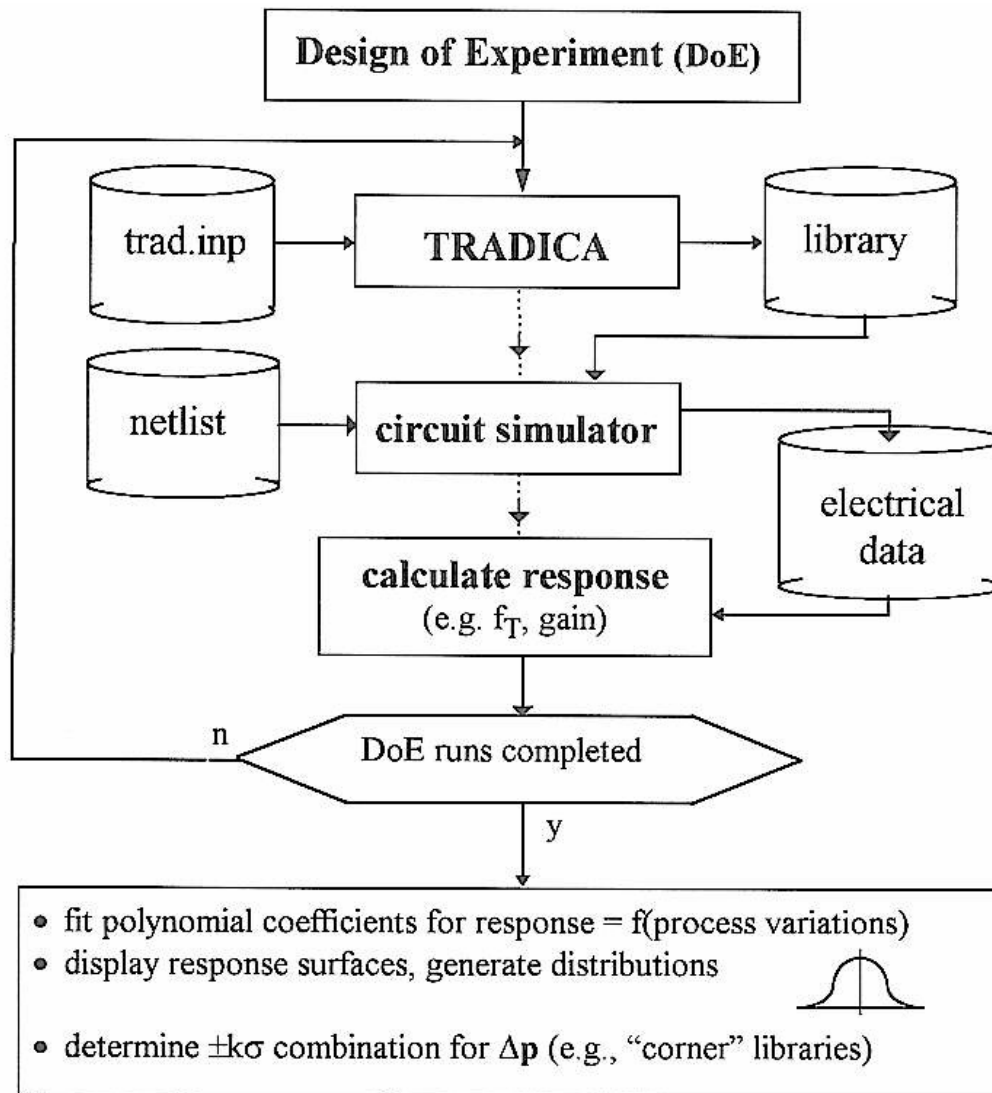 Design of Experiment (DoE)
trad.inp
TRADICA
library
netlist
circuit simulator
electrical
data
calculate response
(e.g. fT, gain)
n
DoE runs completed
y
• fit polynomial coefficients for response = f(process variations)
• display response surfaces, generate distributions
• determine ±kσ combination for Δp (e.g., “corner” libraries)